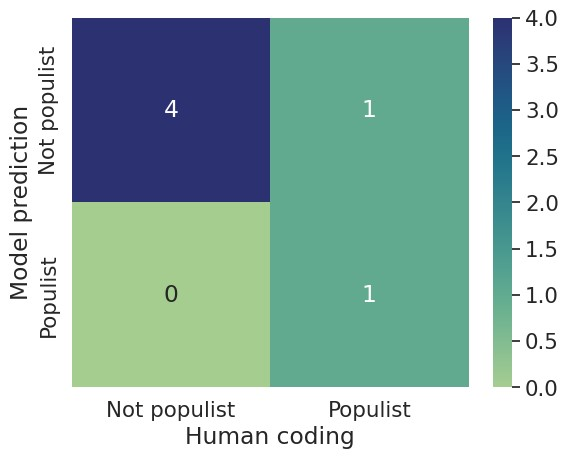 Model prediction
Not populist
Populist
4
1
0
1
Not populist
Populist
Human coding
4.0
3.5
3.0
2.5
2.0
1.5
1.0
0.5
0.0